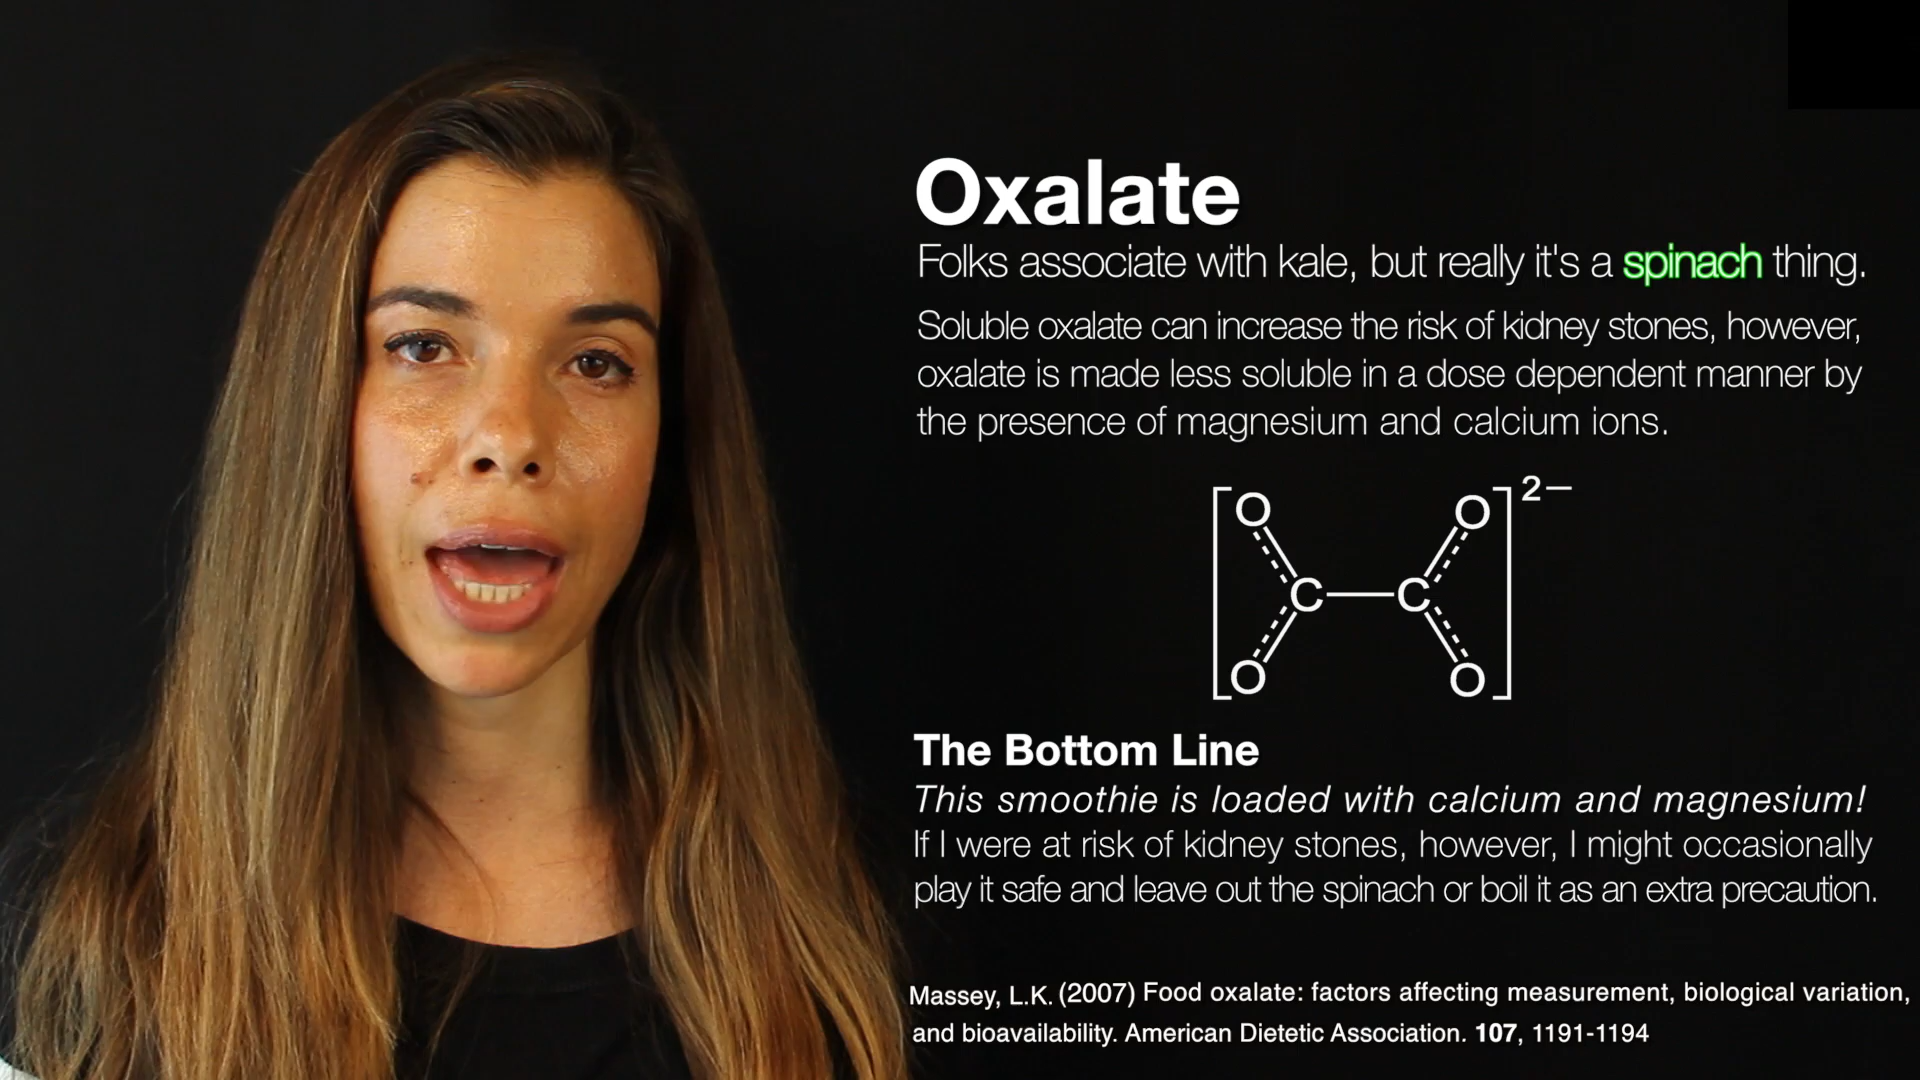 Oxalate
Folks associate with kale, but really it's a spinach thing.
Soluble oxalate can increase the risk of kidney stones, however,
oxalate is made less soluble in a dose dependent manner by
the presence of magnesium and calcium ions.
2−
O O
C C
O O
The Bottom Line
This smoothie is loaded with calcium and magnesium!
If I were at risk of kidney stones, however, I might occasionally
play it safe and leave out the spinach or boil it as an extra precaution.
Massey, L.K. (2007) Food oxalate: factors affecting measurement, biological variation,
and bioavailability. American Dietetic Association. 107, 1191-1194